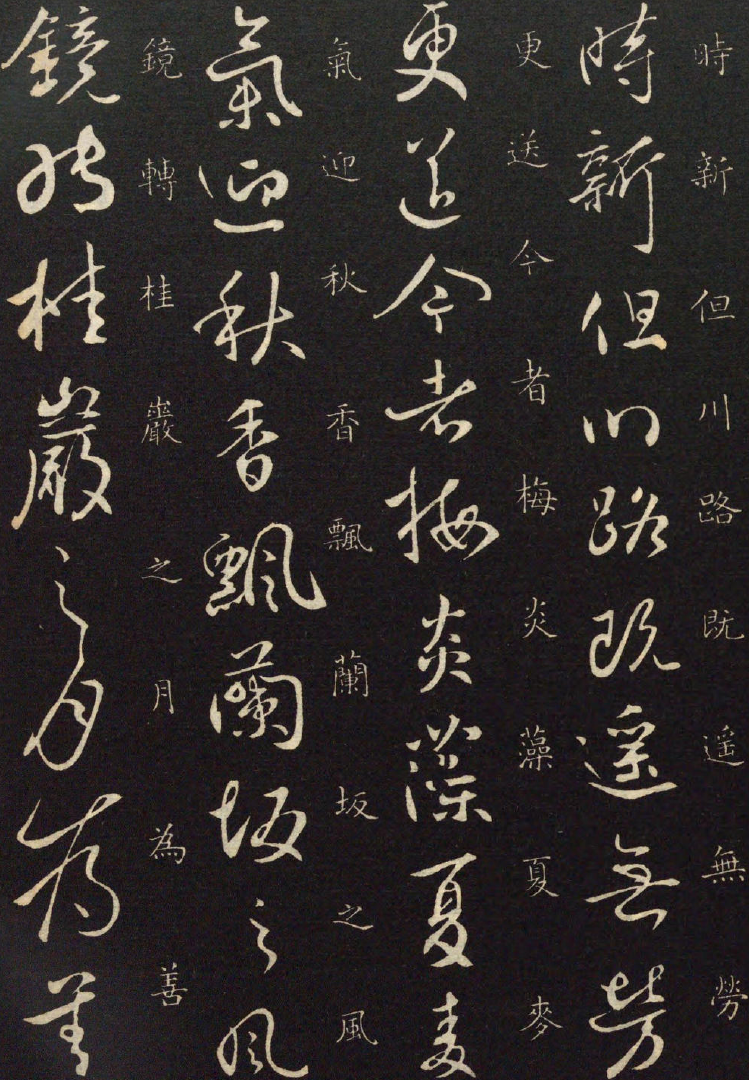 時新但川路既遥無勞
時新但川路既遥無勞
更送今者梅炎藻夏麥
更送今者梅炎藻夏麥
氣迎秋香飄蘭坂之風
氣迎秋香飄蘭坂之風
鏡轉桂巖之月為善
鏡轉桂巖之月為善